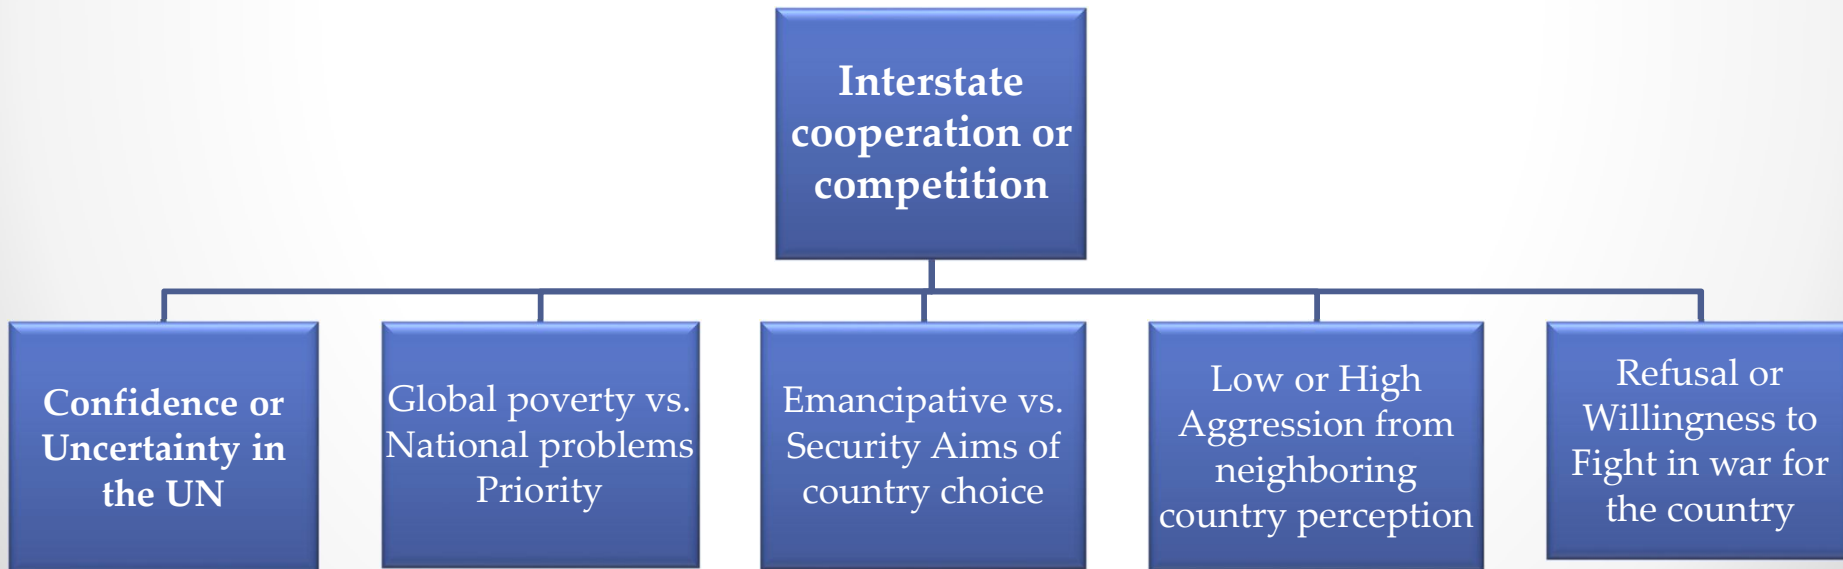 Interstate
cooperation or
competition
Confidence or
Uncertainty in
the UN
Global poverty vs.
National problems
Priority
Emancipative vs.
Security Aims of
country choice
Low or High
Aggression from
neighboring
country perception
Refusal or
Willingness to
Fight in war for
the country